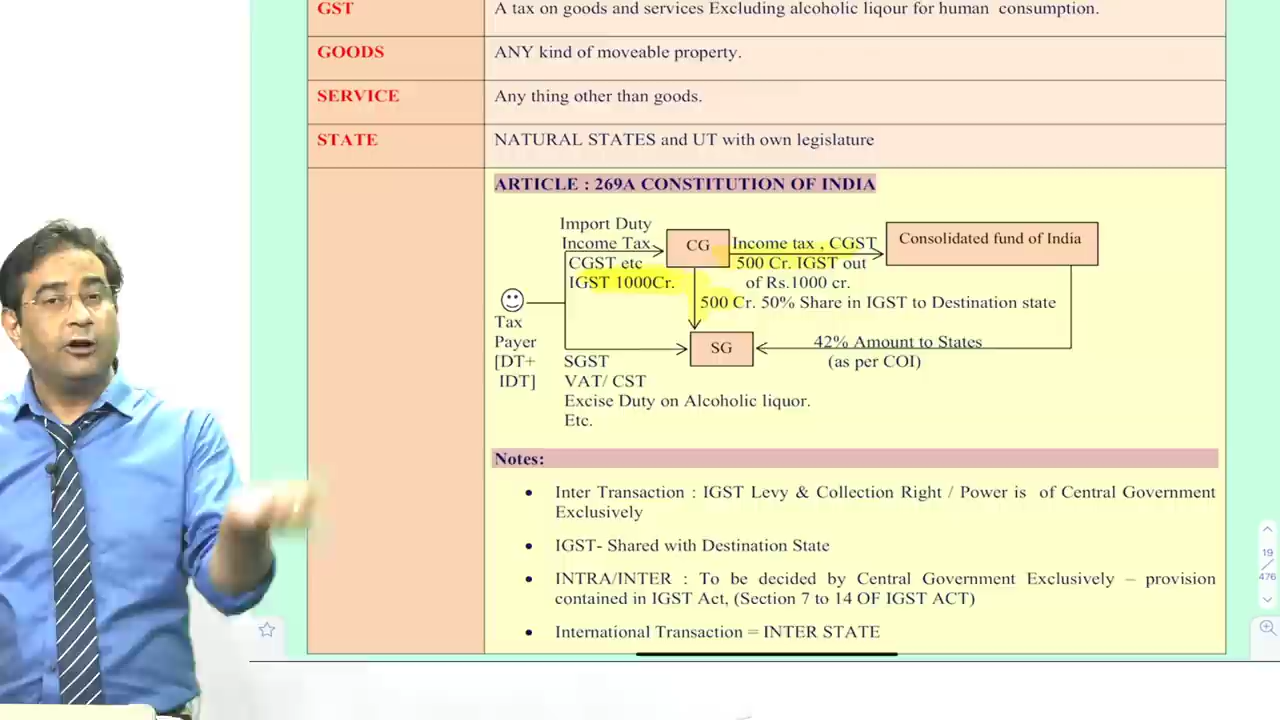 GST
A tax on goods and services Excluding alcoholic liqour for human consumption.
GOODS
ANY kind of moveable property.
SERVICE
Any thing other than goods.
STATE
NATURAL STATES and UT with own legislature
ARTICLE : 269A CONSTITUTION OF INDIA
Import Duty
Income Tax
CGST etc
IGST 1000Cr.
CG
Income tax , CGST
500 Cr. IGST out
of Rs.1000 cr.
Consolidated fund of India
500 Cr. 50% Share in IGST to Destination state
Tax
Payer
[DT+
IDT]
SG
42% Amount to States
(as per COI)
SGST
VAT/ CST
Excise Duty on Alcoholic liquor.
Etc.
Notes:
• Inter Transaction : IGST Levy & Collection Right / Power is of Central Government
Exclusively
• IGST- Shared with Destination State
• INTRA/INTER : To be decided by Central Government Exclusively – provision
contained in IGST Act, (Section 7 to 14 OF IGST ACT)
• International Transaction = INTER STATE
19
476